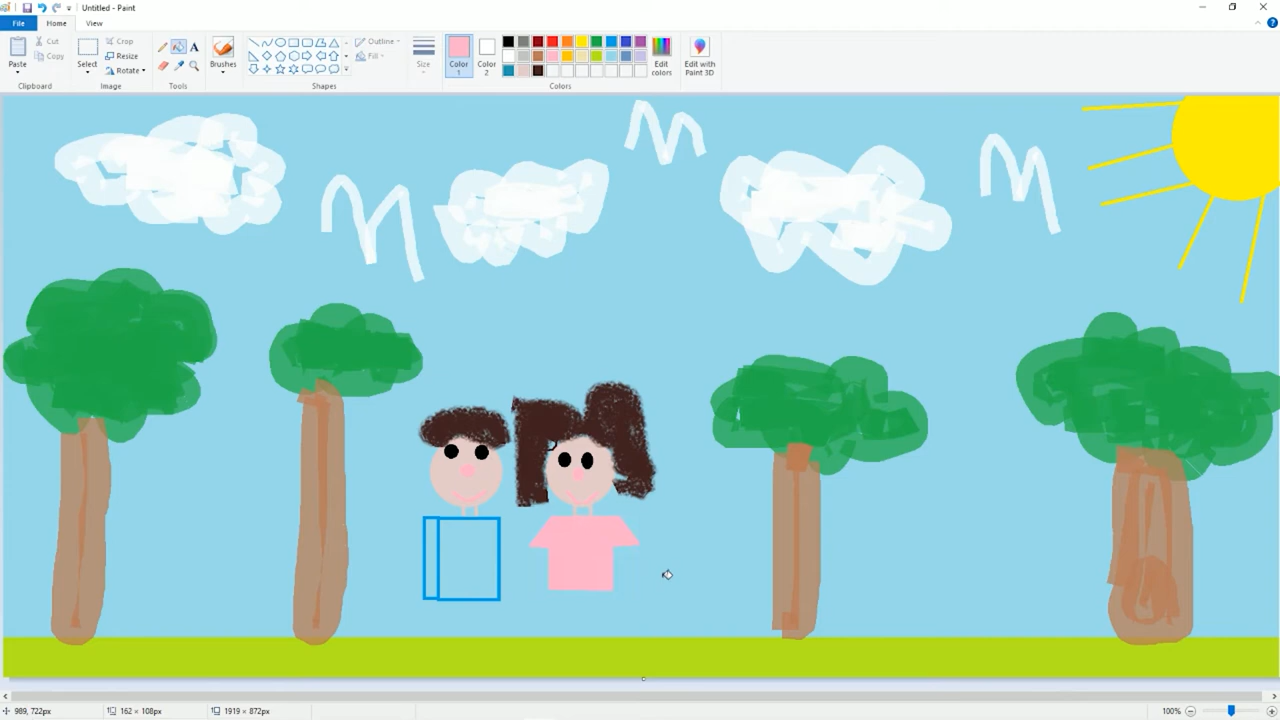 Untitled - Paint
File Home View
Paste
Cut
Copy
Clipboard
Select
Crop
Resize
Rotate
Image
A
Tools
Brushes
Outline
Fill
Shapes
Size
Color 1
Color 2
Edit colors
Colors
Edit with Paint 3D
989, 722px 162 × 108px 1919 × 872px 100%